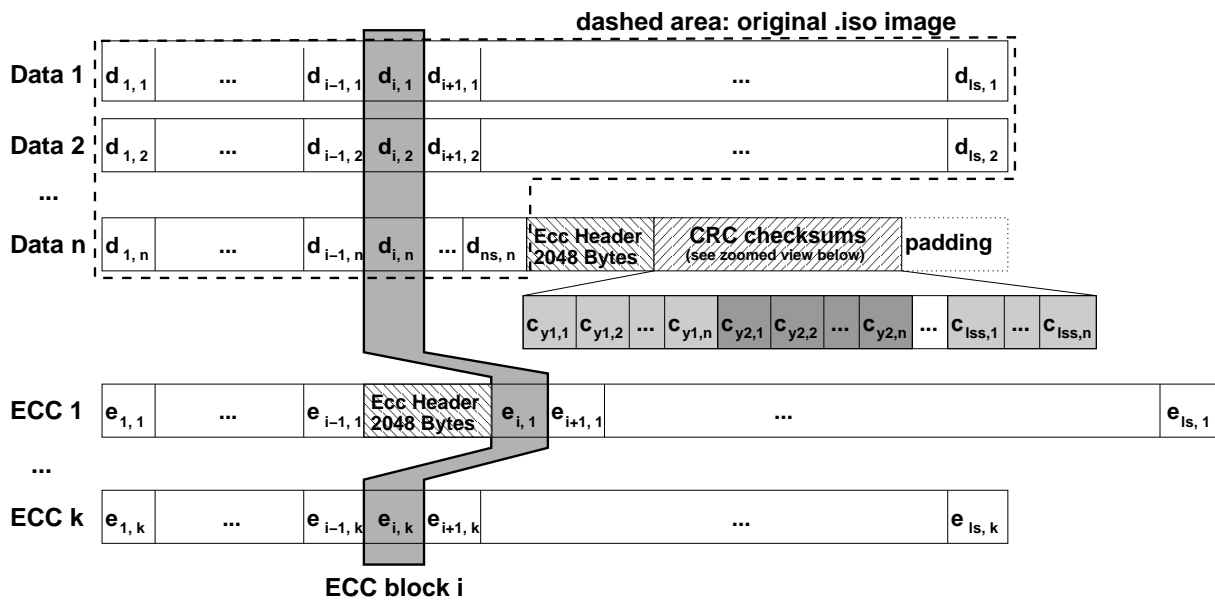 dashed area: original .iso image
Data 1 d 1, 1 ... d i−1, 1 d i, 1 d i+1, 1 ... d ls, 1
Data 2 d 1, 2 ... d i−1, 2 d i, 2 d i+1, 2 ... d ls, 2
...
Data n d 1, n ... d i−1, n d i, n ... d ns, n Ecc Header 2048 Bytes CRC checksums (see zoomed view below) padding
c y1,1 c y1,2 ... c y1,n c y2,1 c y2,2 ... c y2,n ... c lss,1 ... c lss,n
ECC 1 e 1, 1 ... e i−1, 1 Ecc Header 2048 Bytes e i, 1 e i+1, 1 ... e ls, 1
...
ECC k e 1, k ... e i−1, k e i, k e i+1, k ... e ls, k
ECC block i